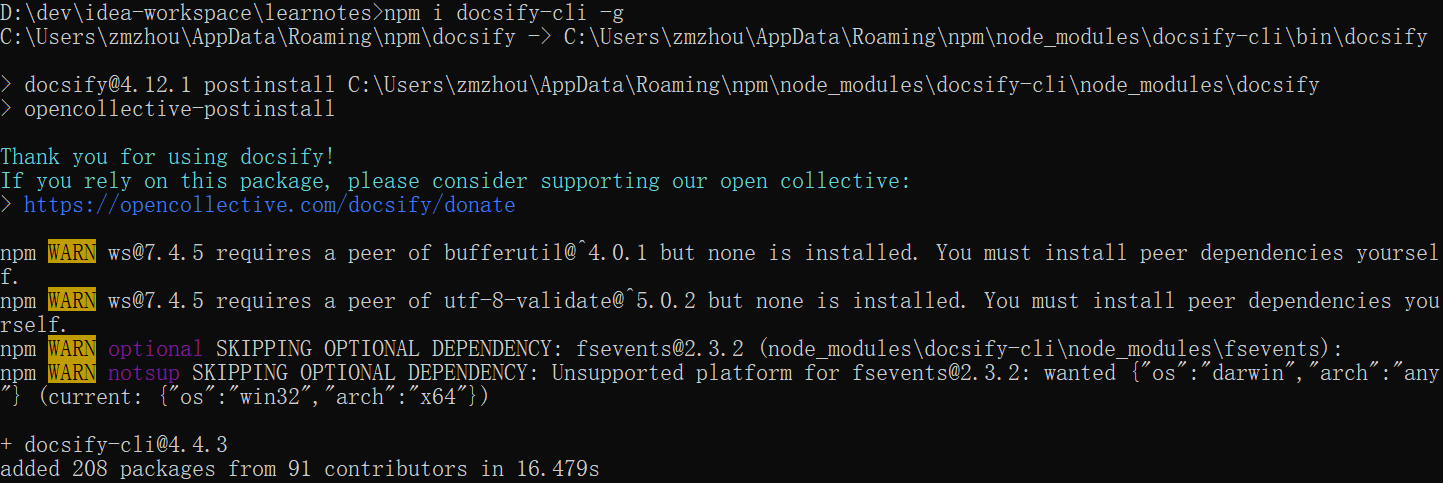 D:\dev\idea-workspace\learnotes>npm i docsify-cli -g
C:\Users\zmzhou\AppData\Roaming\npm\docsify -> C:\Users\zmzhou\AppData\Roaming\npm\node_modules\docsify-cli\bin\docsify
> docsify@4.12.1 postinstall C:\Users\zmzhou\AppData\Roaming\npm\node_modules\docsify-cli\node_modules\docsify
> opencollective-postinstall
Thank you for using docsify!
If you rely on this package, please consider supporting our open collective:
> https://opencollective.com/docsify/donate
npm WARN ws@7.4.5 requires a peer of bufferutil@^4.0.1 but none is installed. You must install peer dependencies yoursel
f.
npm WARN ws@7.4.5 requires a peer of utf-8-validate@^5.0.2 but none is installed. You must install peer dependencies you
rself.
npm WARN optional SKIPPING OPTIONAL DEPENDENCY: fsevents@2.3.2 (node_modules\docsify-cli\node_modules\fsevents):
npm WARN notsup SKIPPING OPTIONAL DEPENDENCY: Unsupported platform for fsevents@2.3.2: wanted {"os":"darwin","arch":"any
"} (current: {"os":"win32","arch":"x64"})
+ docsify-cli@4.4.3
added 208 packages from 91 contributors in 16.479s